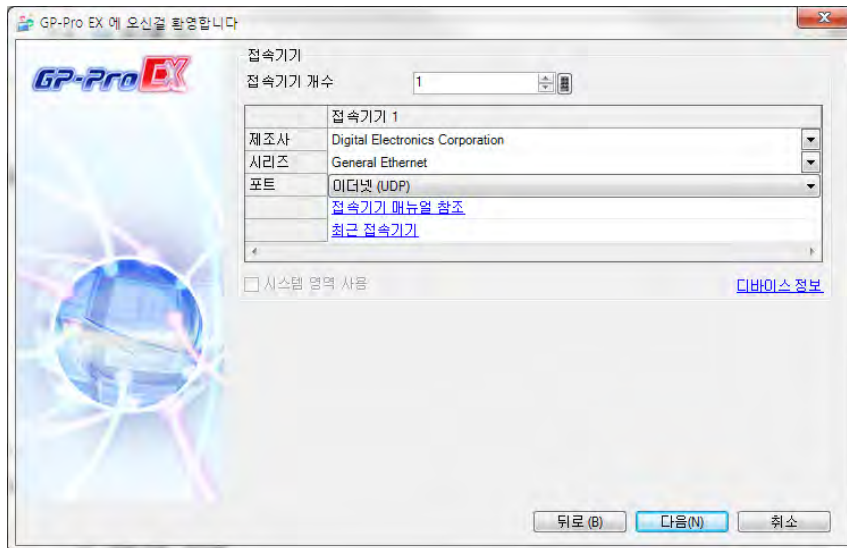 GP-Pro EX 에 오신걸 환영합니다
GP-Pro EX
접속기기
접속기기 개수 1
접속기기 1
제조사 Digital Electronics Corporation
시리즈 General Ethernet
포트 이더넷 (UDP)
접속기기 매뉴얼 참조
최근 접속기기
시스템 영역 사용 디바이스 정보
뒤로 (B) 다음(N) 취소